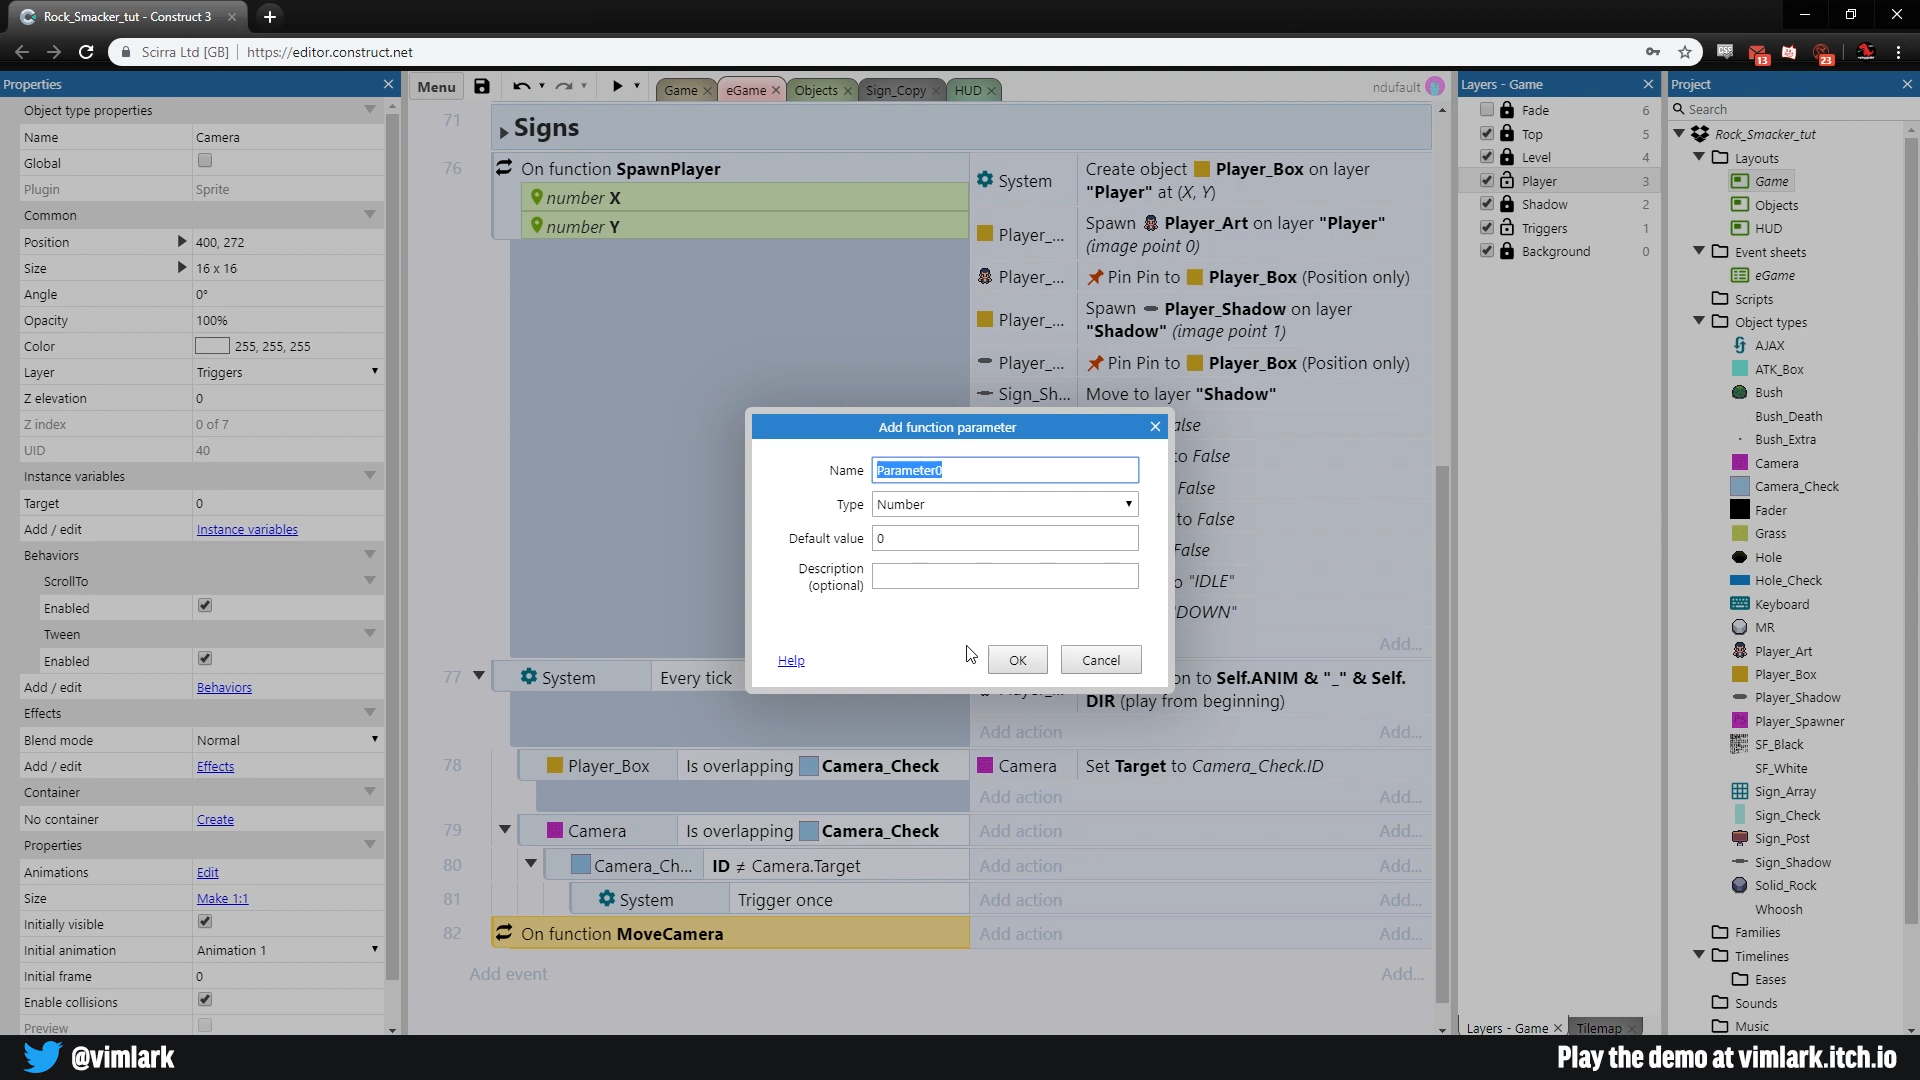 Rock_Smacker_tut - Construct 3
Scirra Ltd [GB]
https://editor.construct.net
13
23
Properties
Object type properties
Name Camera
Global
Plugin Sprite
Common
Position 400, 272
Size 16 x 16
Angle 0°
Opacity 100%
Color 255, 255, 255
Layer Triggers
Z elevation 0
Z index 0 of 7
UID 40
Instance variables
Target 0
Add / edit Instance variables
Behaviors
ScrollTo
Enabled
Tween
Enabled
Add / edit Behaviors
Effects
Blend mode Normal
Add / edit Effects
Container
No container Create
Properties
Animations Edit
Size Make 1:1
Initially visible
Initial animation Animation 1
Initial frame 0
Enable collisions
Preview
Menu
Game
eGame
Objects
Sign_Copy
HUD
ndufault
71 Signs
76 On function SpawnPlayer
number X
number Y
System Create object Player_Box on layer
"Player" at (X, Y)
Player_... Spawn Player_Art on layer "Player"
(image point 0)
Player_... Pin Pin to Player_Box (Position only)
Player_... Spawn Player_Shadow on layer
"Shadow" (image point 1)
Player_... Pin Pin to Player_Box (Position only)
Sign_Sh... Move to layer "Shadow"
alse
to False
False
to False
False
o "IDLE"
"DOWN"
Add...
77 System Every tick
on to Self.ANIM & "_" & Self.
DIR (play from beginning)
Add action Add...
78 Player_Box Is overlapping Camera_Check Camera Set Target to Camera_Check.ID
Add action Add...
79 Camera Is overlapping Camera_Check Add action Add...
80 Camera_Ch... ID ≠ Camera.Target Add action Add...
81 System Trigger once Add action Add...
82 On function MoveCamera Add action Add...
Add event Add...
Add function parameter
Name Parameter0
Type Number
Default value 0
Description
(optional)
Help OK Cancel
Layers - Game
Fade 6
Top 5
Level 4
Player 3
Shadow 2
Triggers 1
Background 0
Layers - Game
Tilemap
Project
Search
Rock_Smacker_tut
Layouts
Game
Objects
HUD
Event sheets
eGame
Scripts
Object types
AJAX
ATK_Box
Bush
Bush_Death
Bush_Extra
Camera
Camera_Check
Fader
Grass
Hole
Hole_Check
Keyboard
MR
Player_Art
Player_Box
Player_Shadow
Ps Player_Spawner
SF_Black
SF_White
Sign_Array
Sign_Check
Sign_Post
Sign_Shadow
Solid_Rock
Whoosh
Families
Timelines
Eases
Sounds
Music
@vimlark
Play the demo at vimlark.itch.io